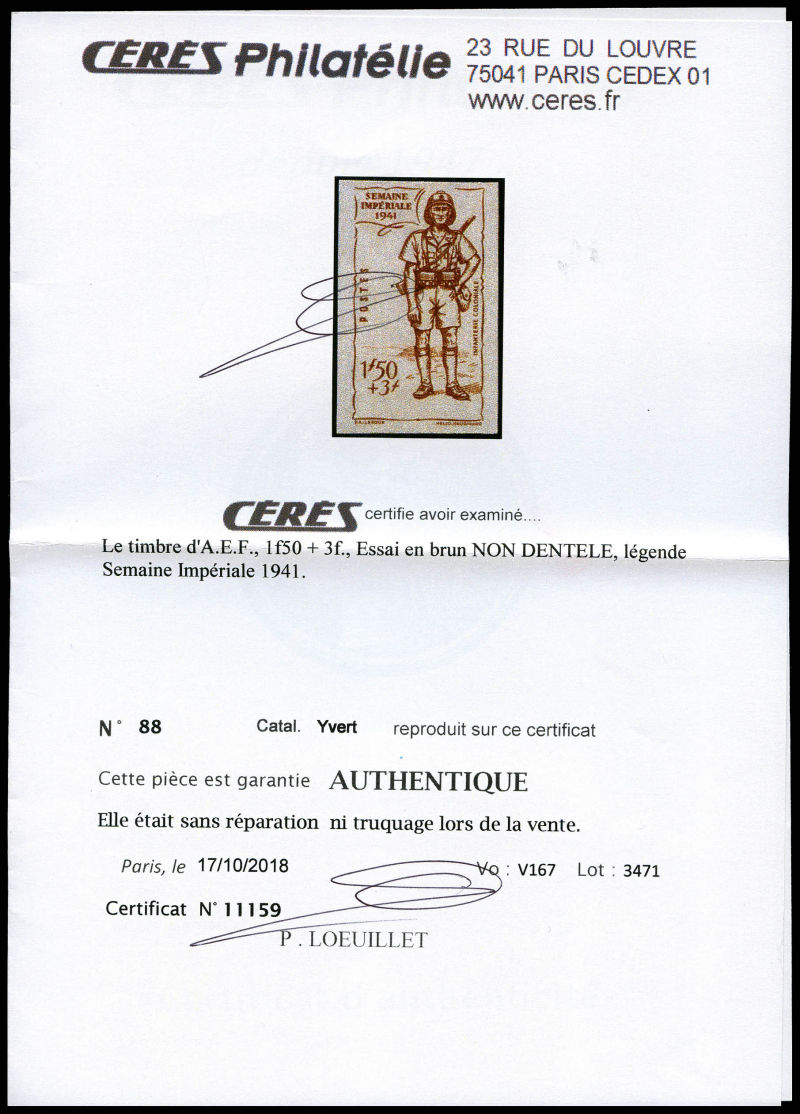 CÉRÈS Philatélie
23 RUE DU LOUVRE
75041 PARIS CEDEX 01
www.ceres.fr
SEMAINE
IMPÉRIALE
1941
POSTES
INFANTERIE COLONIALE
1f50
+3f
CÉRÈS certifie avoir examiné....
Le timbre d'A.E.F., 1f50 + 3f., Essai en brun NON DENTELE, légende
Semaine Impériale 1941.
N° 88 Catal. Yvert reproduit sur ce certificat
Cette pièce est garantie AUTHENTIQUE
Elle était sans réparation ni truquage lors de la vente.
Paris, le 17/10/2018 Vo : V167 Lot : 3471
Certificat N° 11159
P . LOEUILLET